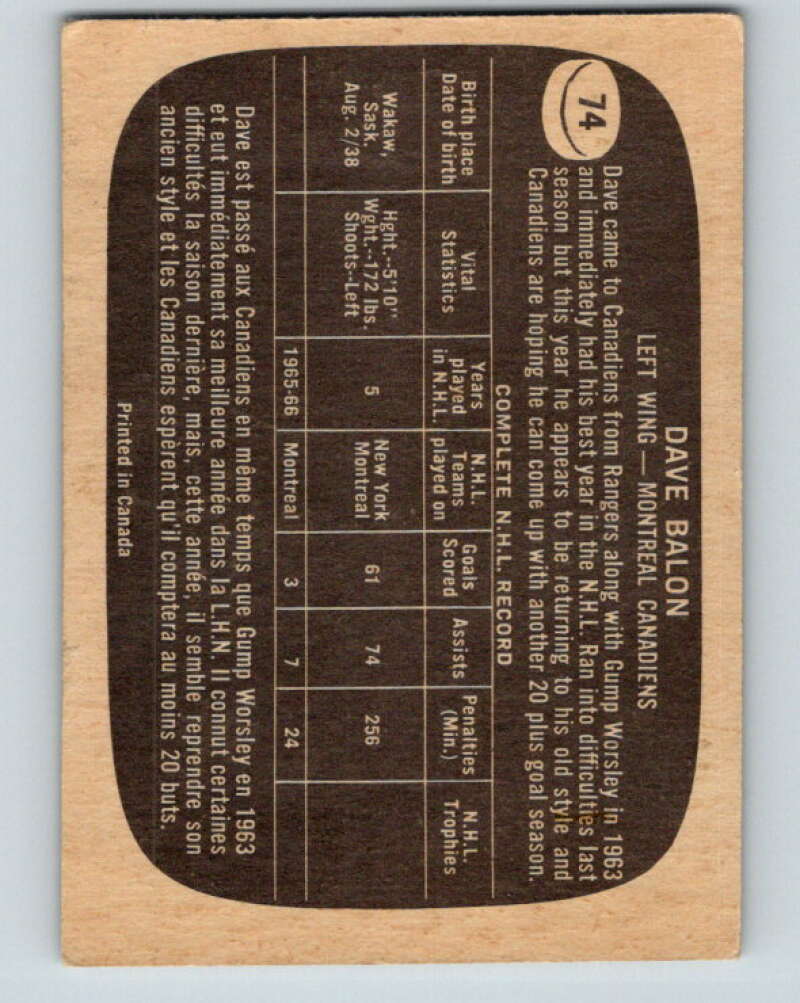 74
DAVE BALON
LEFT WING — MONTREAL CANADIENS
Dave came to Canadiens from Rangers along with Gump Worsley in 1963
and immediately had his best year in the N.H.L. Ran into difficulties last
season but this year he appears to be returning to his old style and
Canadiens are hoping he can come up with another 20 plus goal season.
COMPLETE N.H.L. RECORD
Birth place
Date of birth
Vital
Statistics
Years
played
in N.H.L.
N.H.L.
Teams
played on
Goals
Scored
Assists
Penalties
(Min.)
N.H.L.
Trophies
Wakaw,
Sask.
Aug. 2/38
Hght.--5'10"
Wght.--172 lbs.
Shoots--Left
5
New York
Montreal
61
74
256
1965-66
Montreal
3
7
24
Dave est passé aux Canadiens en même temps que Gump Worsley en 1963
et eut immédiatement sa meilleure année dans la L.H.N. Il connut certaines
difficultés la saison dernière, mais, cette année, il semble reprendre son
ancien style et les Canadiens espèrent qu'il comptera au moins 20 buts.
Printed in Canada